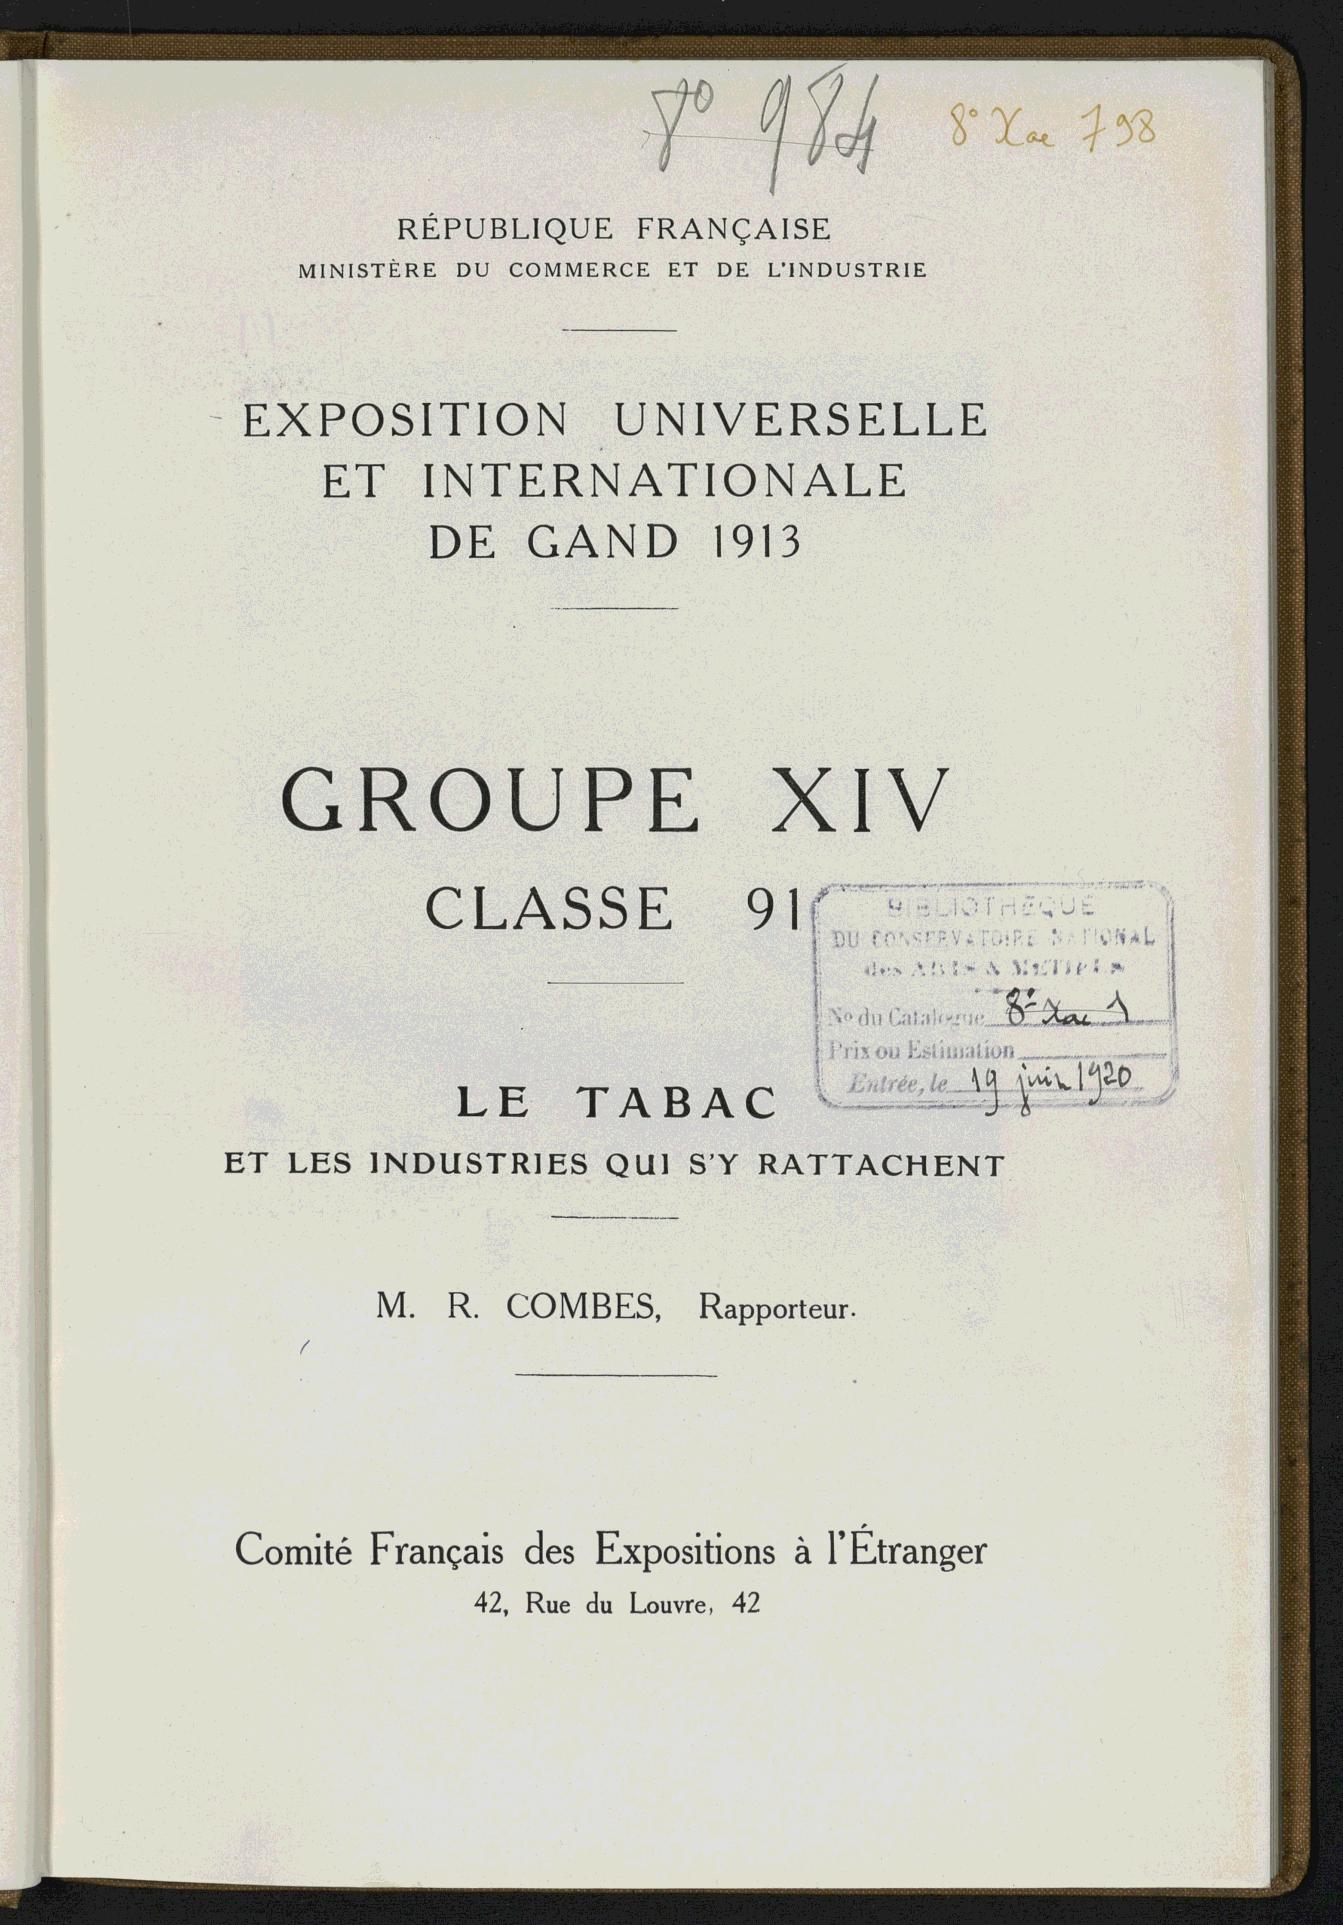 8° 984
8° Xae 798
RÉPUBLIQUE FRANÇAISE
MINISTÈRE DU COMMERCE ET DE L'INDUSTRIE
EXPOSITION UNIVERSELLE
ET INTERNATIONALE
DE GAND 1913
GROUPE XIV
CLASSE 91
BIBLIOTHÈQUE
DU CONSERVATOIRE NATIONAL
des ARTS & MÉTIERS
No du Catalogue 8° Xae 1
Prix ou Estimation
Entrée, le 19 juin 1920
LE TABAC
ET LES INDUSTRIES QUI S'Y RATTACHENT
M. R. COMBES, Rapporteur.
Comité Français des Expositions à l'Étranger
42, Rue du Louvre, 42